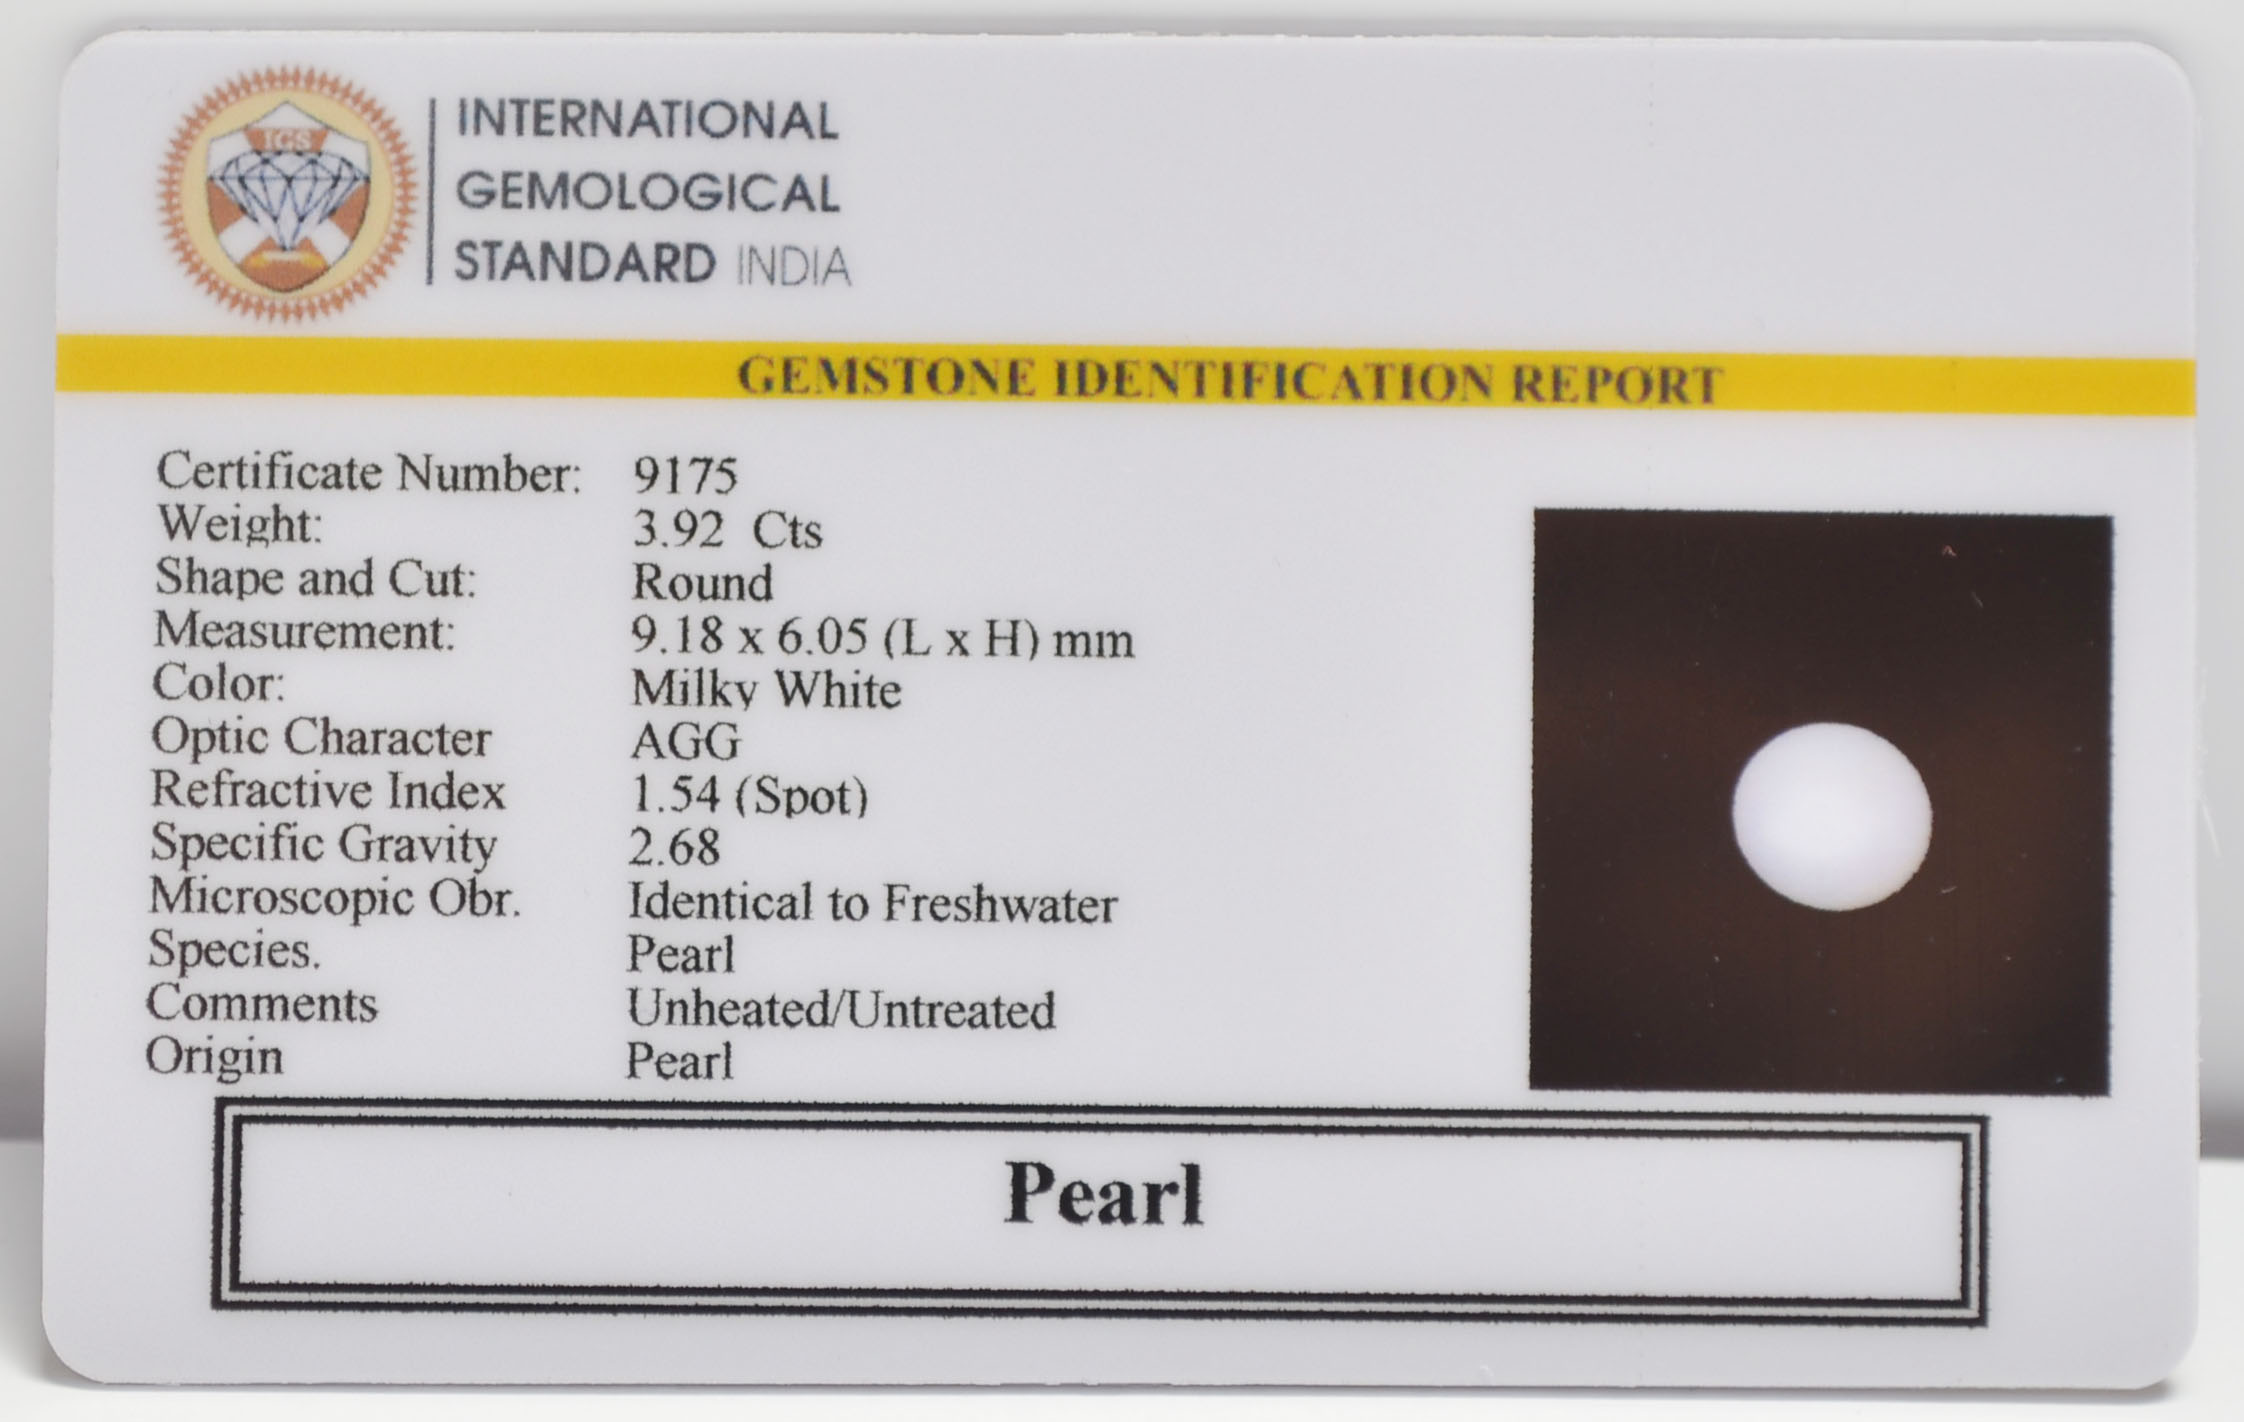 IGS
INTERNATIONAL
GEMOLOGICAL
STANDARD INDIA
GEMSTONE IDENTIFICATION REPORT
Certificate Number: 9175
Weight: 3.92 Cts
Shape and Cut: Round
Measurement: 9.18 x 6.05 (L x H) mm
Color: Milky White
Optic Character AGG
Refractive Index 1.54 (Spot)
Specific Gravity 2.68
Microscopic Obr. Identical to Freshwater
Species. Pearl
Comments Unheated/Untreated
Origin Pearl
Pearl